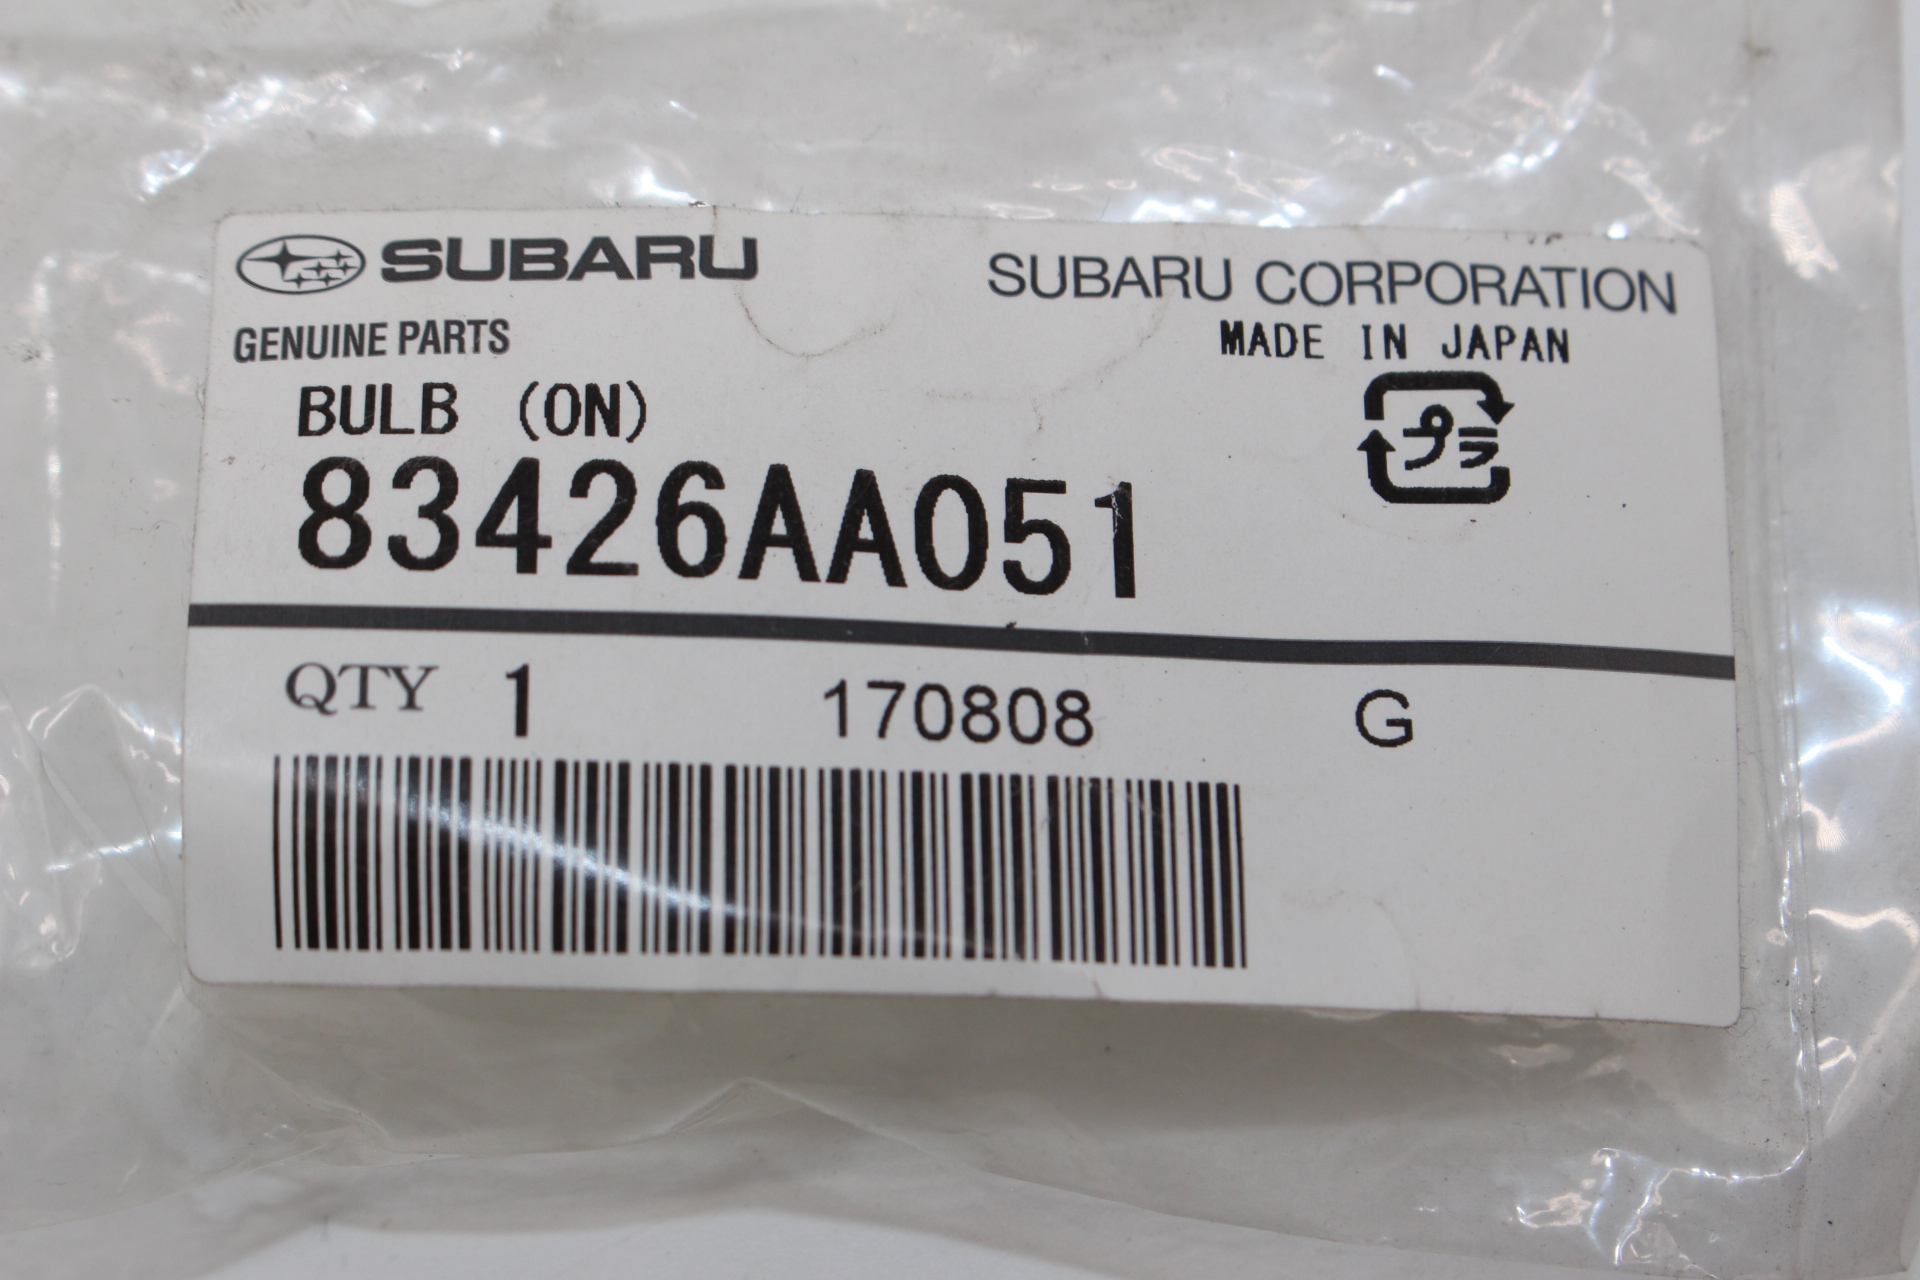 SUBARU
SUBARU CORPORATION
GENUINE PARTS
MADE IN JAPAN
BULB (ON)
プラ
83426AA051
QTY 1 170808 G